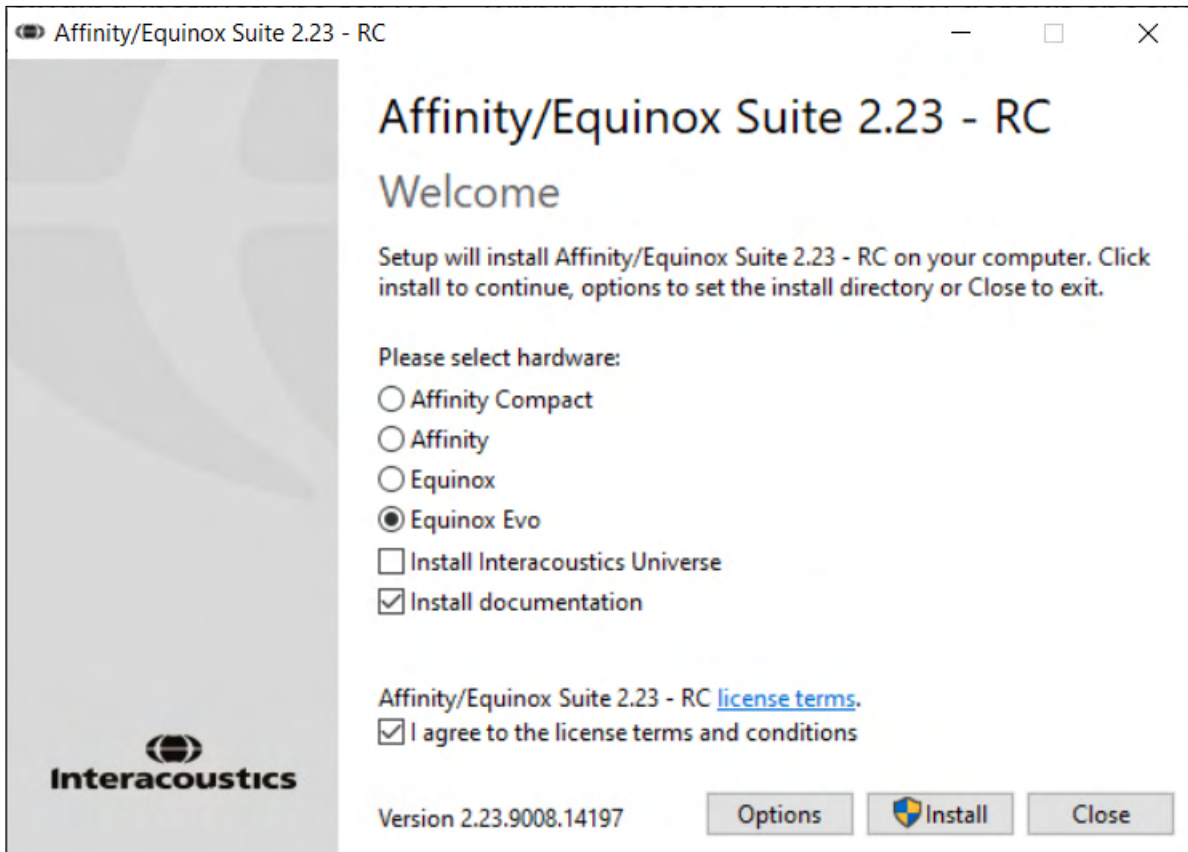 Affinity/Equinox Suite 2.23 - RC
Affinity/Equinox Suite 2.23 - RC
Welcome
Setup will install Affinity/Equinox Suite 2.23 - RC on your computer. Click
install to continue, options to set the install directory or Close to exit.
Please select hardware:
Affinity Compact
Affinity
Equinox
Equinox Evo
Install Interacoustics Universe
Install documentation
Affinity/Equinox Suite 2.23 - RC license terms.
I agree to the license terms and conditions
Interacoustics
Version 2.23.9008.14197
Options
Install
Close